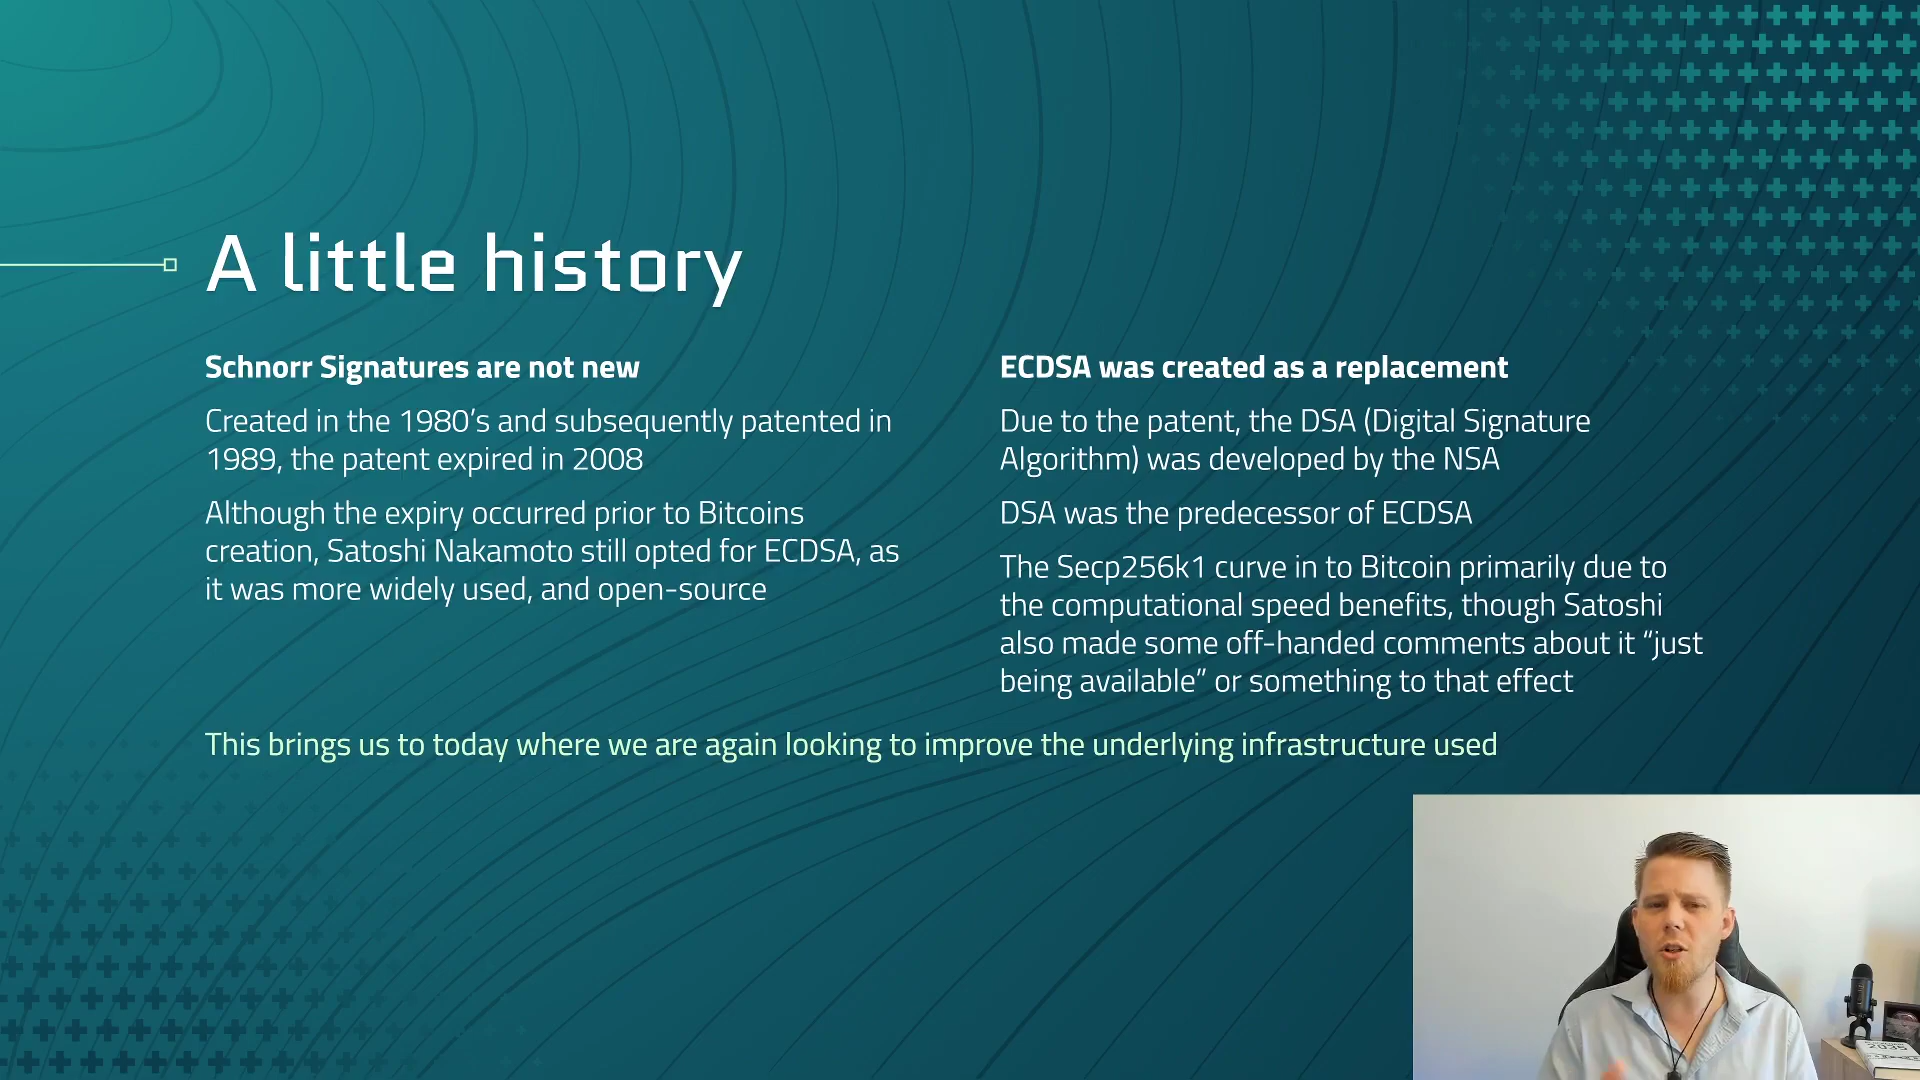 A little history
Schnorr Signatures are not new
Created in the 1980's and subsequently patented in
1989, the patent expired in 2008
Although the expiry occurred prior to Bitcoins
creation, Satoshi Nakamoto still opted for ECDSA, as
it was more widely used, and open-source
ECDSA was created as a replacement
Due to the patent, the DSA (Digital Signature
Algorithm) was developed by the NSA
DSA was the predecessor of ECDSA
The Secp256k1 curve in to Bitcoin primarily due to
the computational speed benefits, though Satoshi
also made some off-handed comments about it “just
being available” or something to that effect
This brings us to today where we are again looking to improve the underlying infrastructure used